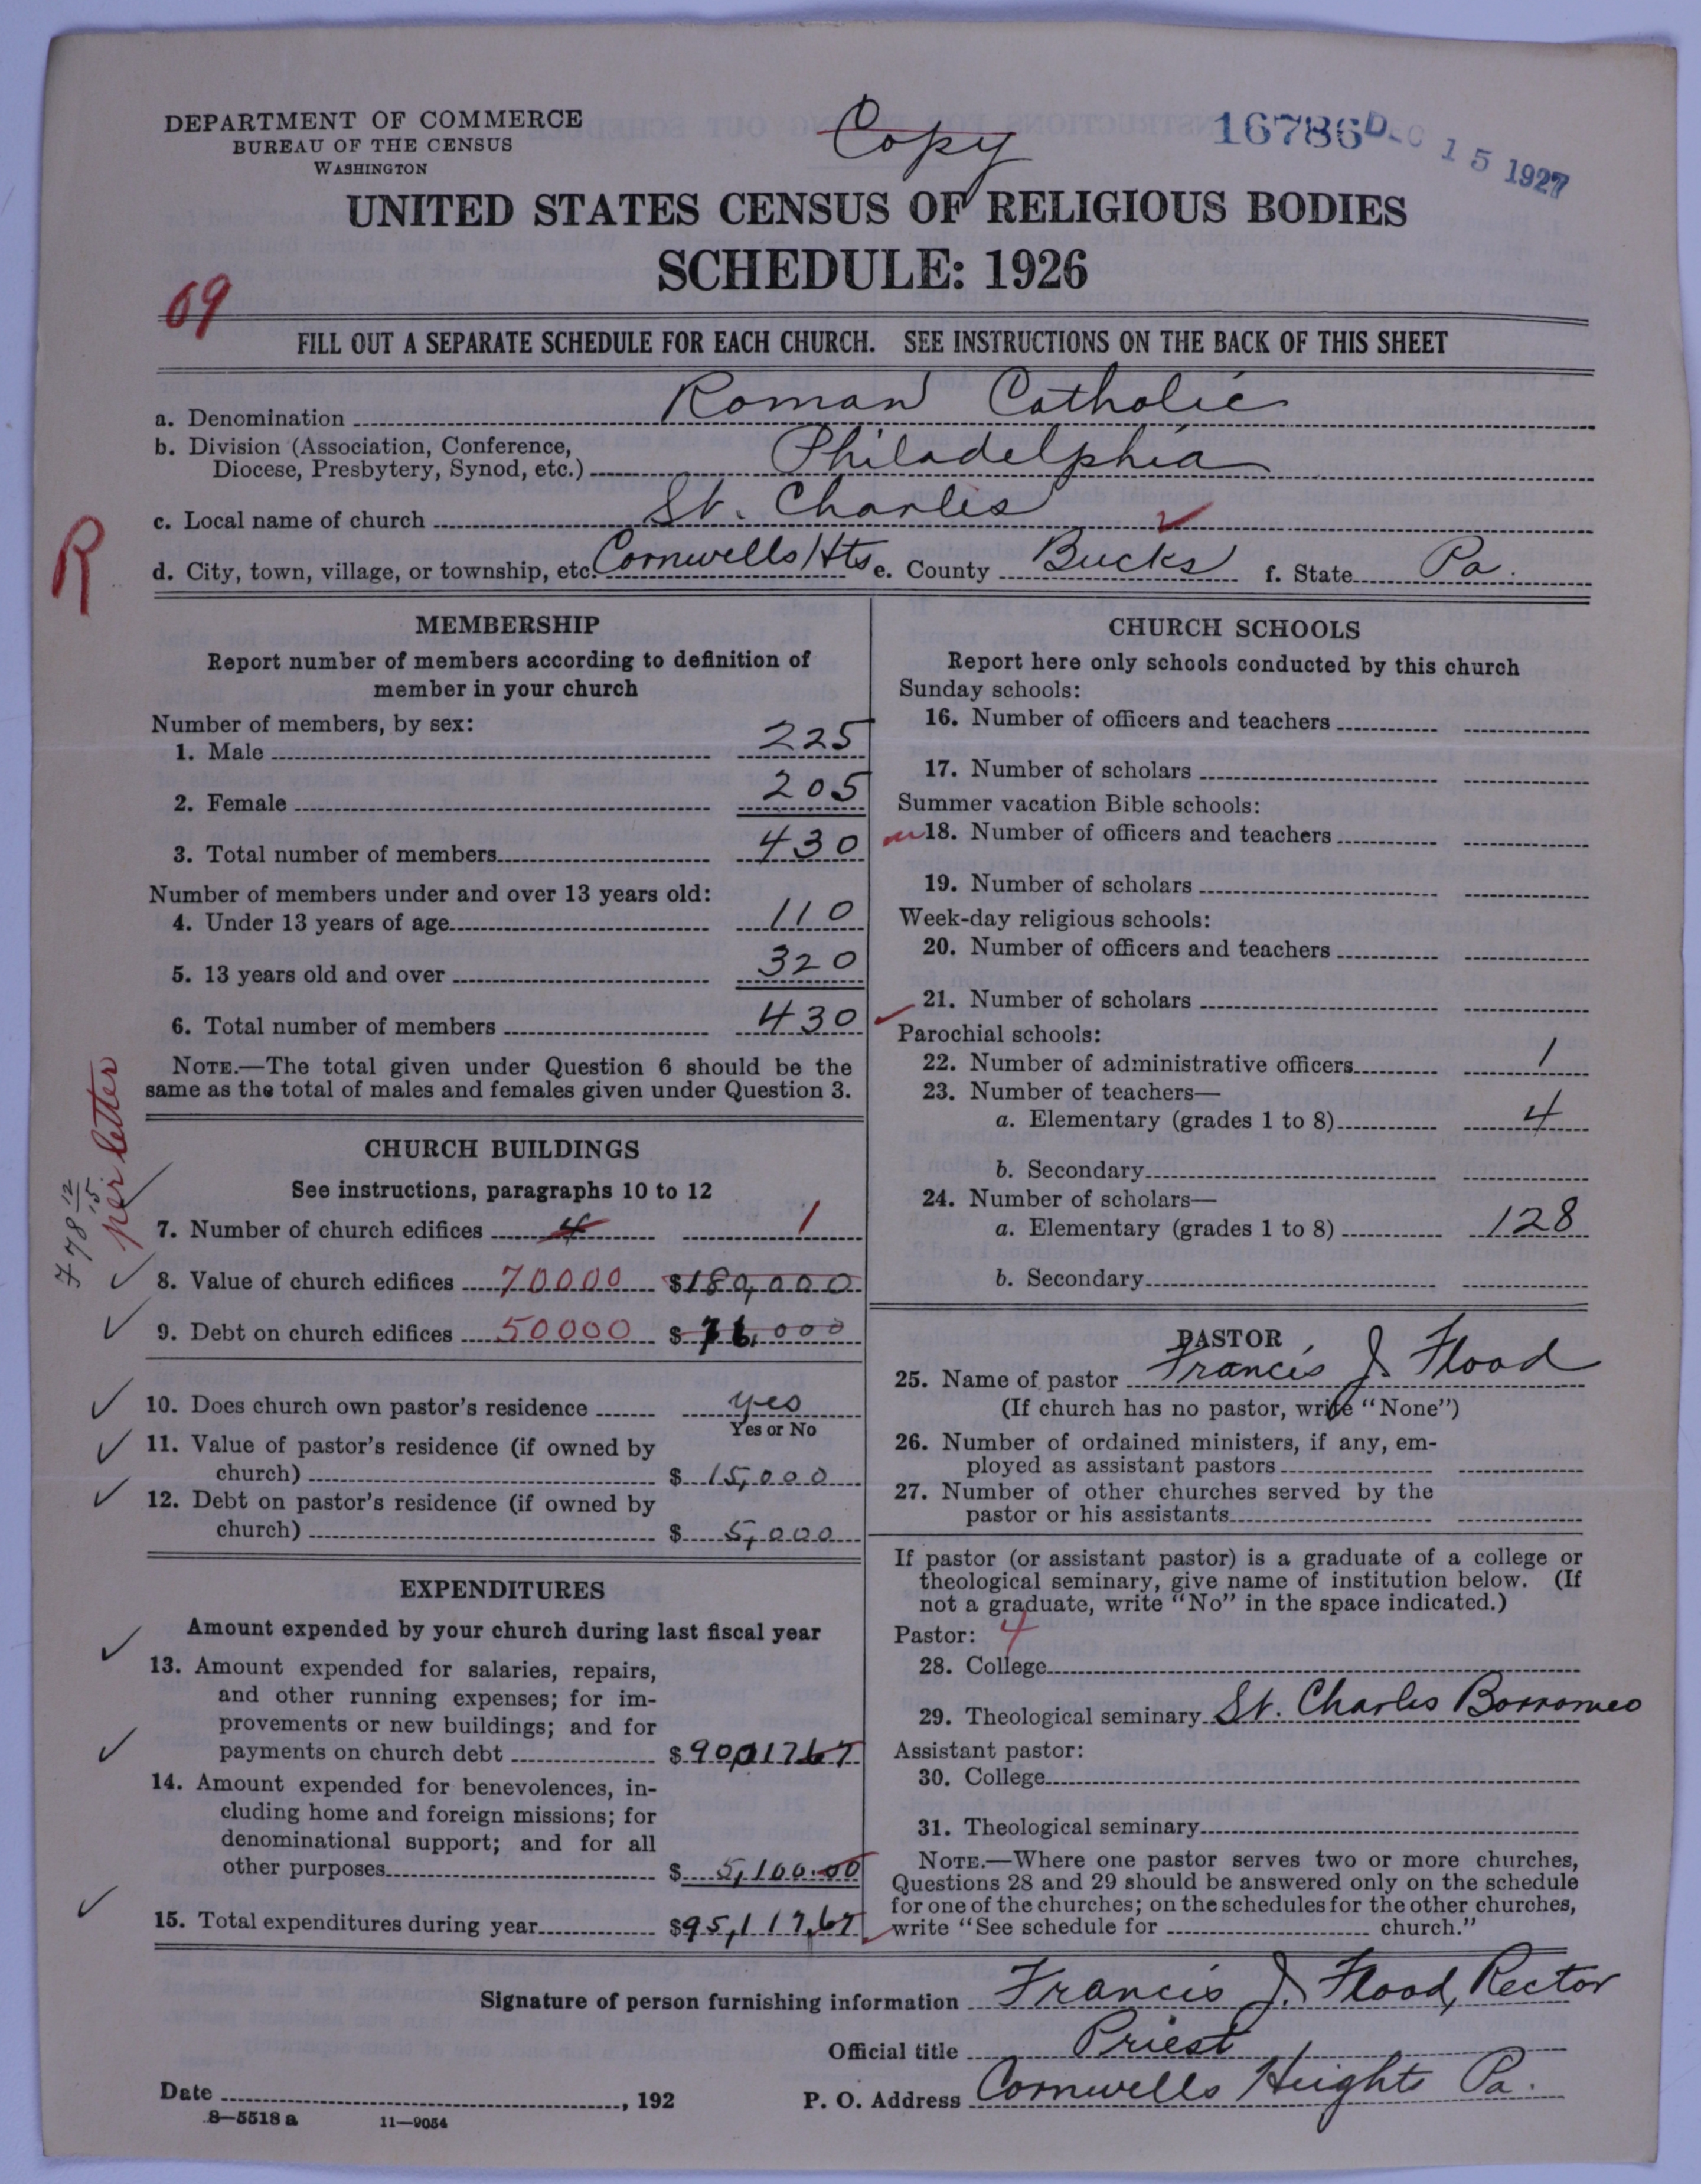 DEPARTMENT OF COMMERCE
BUREAU OF THE CENSUS
WASHINGTON
Copy
16786
DEC 15 1927
UNITED STATES CENSUS OF RELIGIOUS BODIES
SCHEDULE: 1926
69
FILL OUT A SEPARATE SCHEDULE FOR EACH CHURCH. SEE INSTRUCTIONS ON THE BACK OF THIS SHEET
a. Denomination Roman Catholic
b. Division (Association, Conference,
Diocese, Presbytery, Synod, etc.) Philadelphia
c. Local name of church St. Charles
R
d. City, town, village, or township, etc. Cornwells Hts e. County Bucks f. State Pa.
MEMBERSHIP
Report number of members according to definition of
member in your church
Number of members, by sex:
1. Male 225
2. Female 205
3. Total number of members 430
Number of members under and over 13 years old:
4. Under 13 years of age 110
5. 13 years old and over 320
6. Total number of members 430
NOTE.—The total given under Question 6 should be the
same as the total of males and females given under Question 3.
per letter
CHURCH BUILDINGS
See instructions, paragraphs 10 to 12
7. Number of church edifices 4 1
8. Value of church edifices 70000 $180,000
9. Debt on church edifices 50000 $ 76,000
10. Does church own pastor's residence yes
Yes or No
11. Value of pastor's residence (if owned by
church) $ 15,000
12. Debt on pastor's residence (if owned by
church) $ 5,000
EXPENDITURES
Amount expended by your church during last fiscal year
13. Amount expended for salaries, repairs,
and other running expenses; for im-
provements or new buildings; and for
payments on church debt $ 90,017 67
14. Amount expended for benevolences, in-
cluding home and foreign missions; for
denominational support; and for all
other purposes $ 5,100.00
15. Total expenditures during year $95,117.67
CHURCH SCHOOLS
Report here only schools conducted by this church
Sunday schools:
16. Number of officers and teachers
17. Number of scholars
Summer vacation Bible schools:
18. Number of officers and teachers
19. Number of scholars
Week-day religious schools:
20. Number of officers and teachers
21. Number of scholars
Parochial schools:
22. Number of administrative officers 1
23. Number of teachers—
a. Elementary (grades 1 to 8) 4
b. Secondary
24. Number of scholars—
a. Elementary (grades 1 to 8) 128
b. Secondary
PASTOR
25. Name of pastor Francis J. Flood
(If church has no pastor, write "None")
26. Number of ordained ministers, if any, em-
ployed as assistant pastors
27. Number of other churches served by the
pastor or his assistants
If pastor (or assistant pastor) is a graduate of a college or
theological seminary, give name of institution below. (If
not a graduate, write "No" in the space indicated.)
Pastor: 4
28. College
29. Theological seminary St. Charles Borromeo
Assistant pastor:
30. College
31. Theological seminary
NOTE.—Where one pastor serves two or more churches,
Questions 28 and 29 should be answered only on the schedule
for one of the churches; on the schedules for the other churches,
write "See schedule for church."
Signature of person furnishing information Francis J. Flood, Rector
Official title Priest
Date , 192 P. O. Address Cornwells Heights Pa.
8—5518 a 11—9054